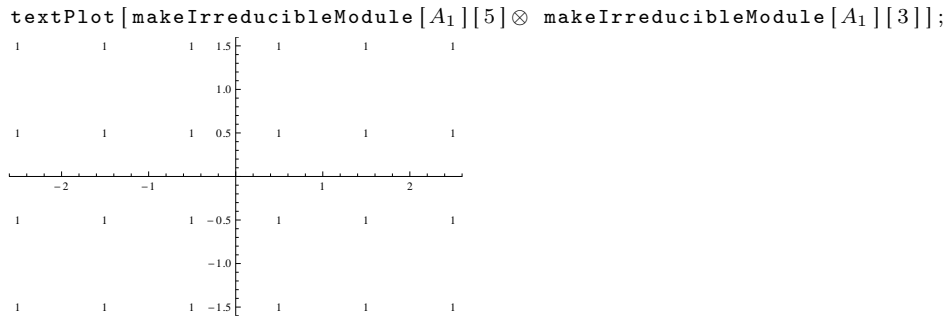 textPlot[makeIrreducibleModule[A₁][5]⊗ makeIrreducibleModule[A₁][3]];
1 1 1 1.5 1 1 1
1.0
1 1 1 0.5 1 1 1
-2 -1 1 2
1 1 1 -0.5 1 1 1
-1.0
1 1 1 -1.5 1 1 1